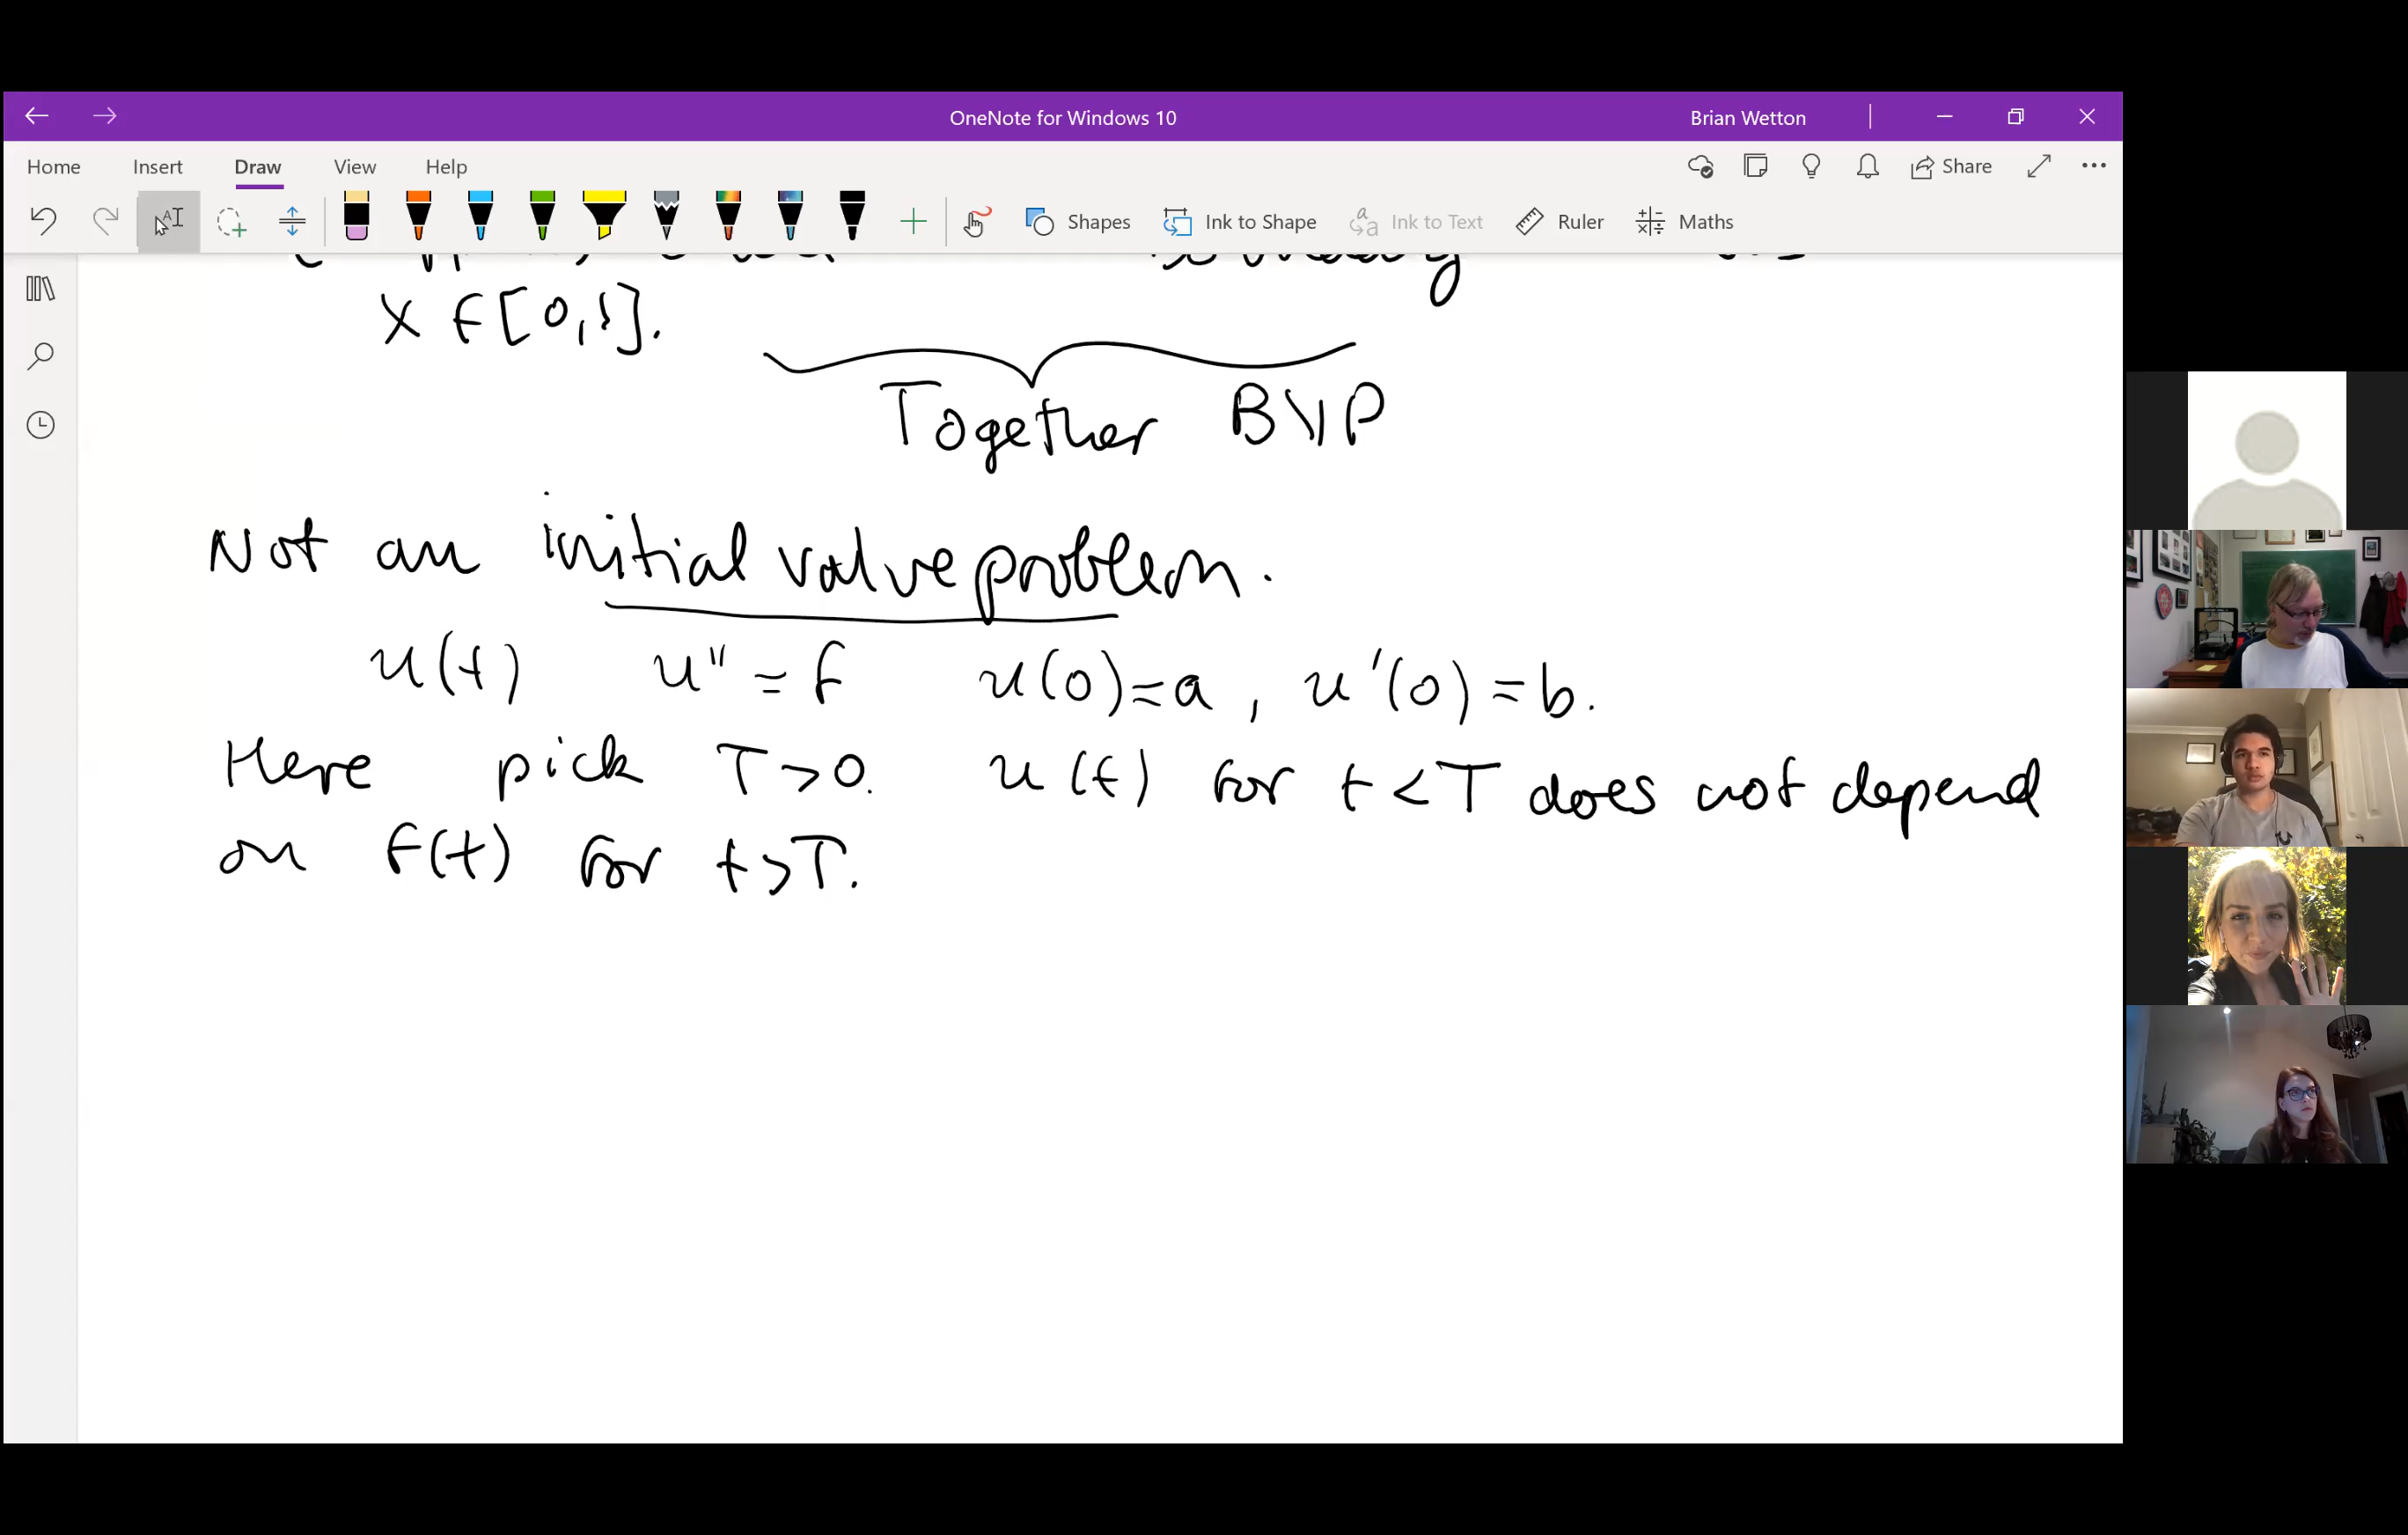 OneNote for Windows 10 Brian Wetton
Home Insert Draw View Help Share
Shapes Ink to Shape Ink to Text Ruler Maths
x ∈ [0,1].
Together BVP
Not an initial value problem.
u(t) u'' = f u(0) = a, u'(0) = b.
Here pick T>0. u(t) for t<T does not depend
on f(t) for t>T.